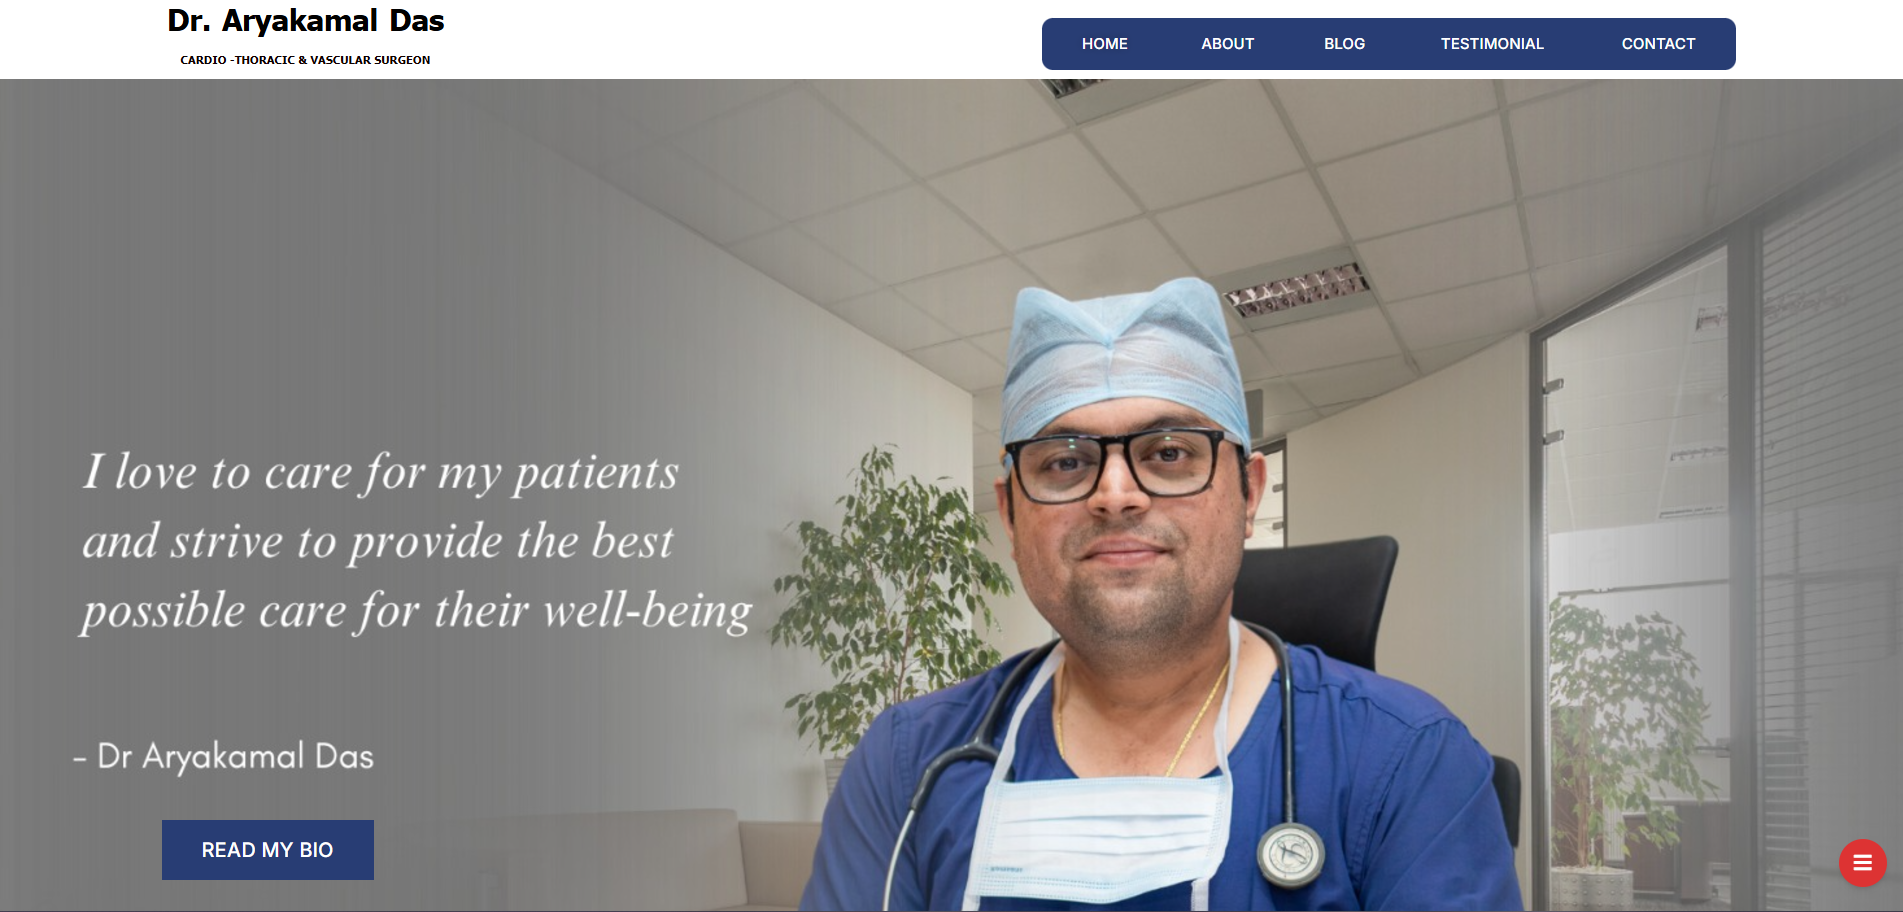 Dr. Aryakamal Das
CARDIO -THORACIC & VASCULAR SURGEON
HOME ABOUT BLOG TESTIMONIAL CONTACT
I love to care for my patients
and strive to provide the best
possible care for their well-being
- Dr Aryakamal Das
READ MY BIO